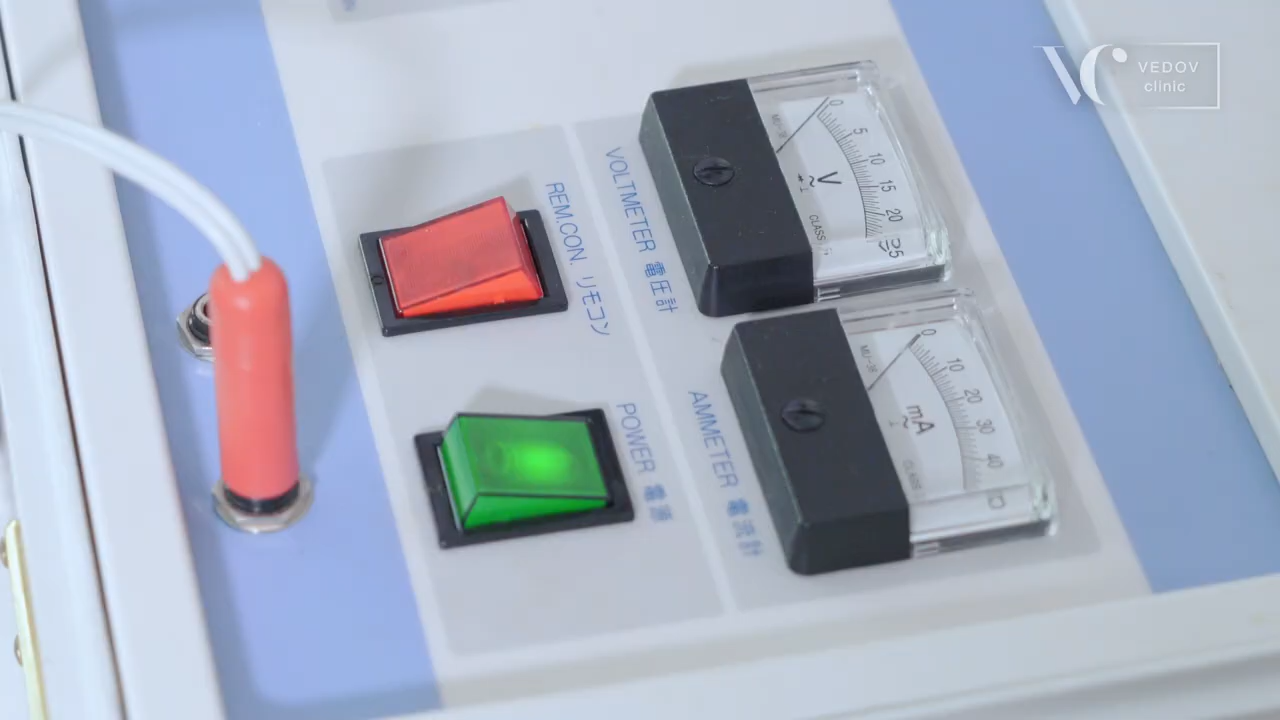 VC VEDOV
clinic
VOLTMETER 電圧計
0 5 10 15 20 25
V
CLASS
REM.CON. リモコン
AMMETER 電流計
0 10 20 30 40
mA
POWER 電源